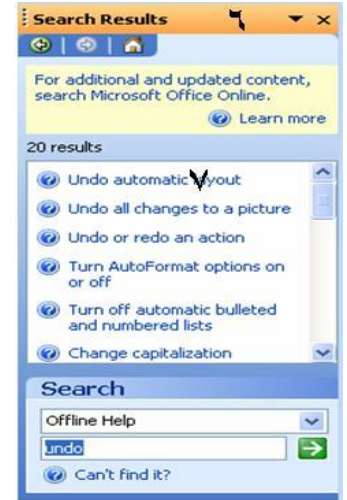 Search Results ٦
For additional and updated content,
search Microsoft Office Online.
Learn more
20 results
Undo automatic ٧yout
Undo all changes to a picture
Undo or redo an action
Turn AutoFormat options on
or off
Turn off automatic bulleted
and numbered lists
Change capitalization
Search
Offline Help
undo
Can't find it?